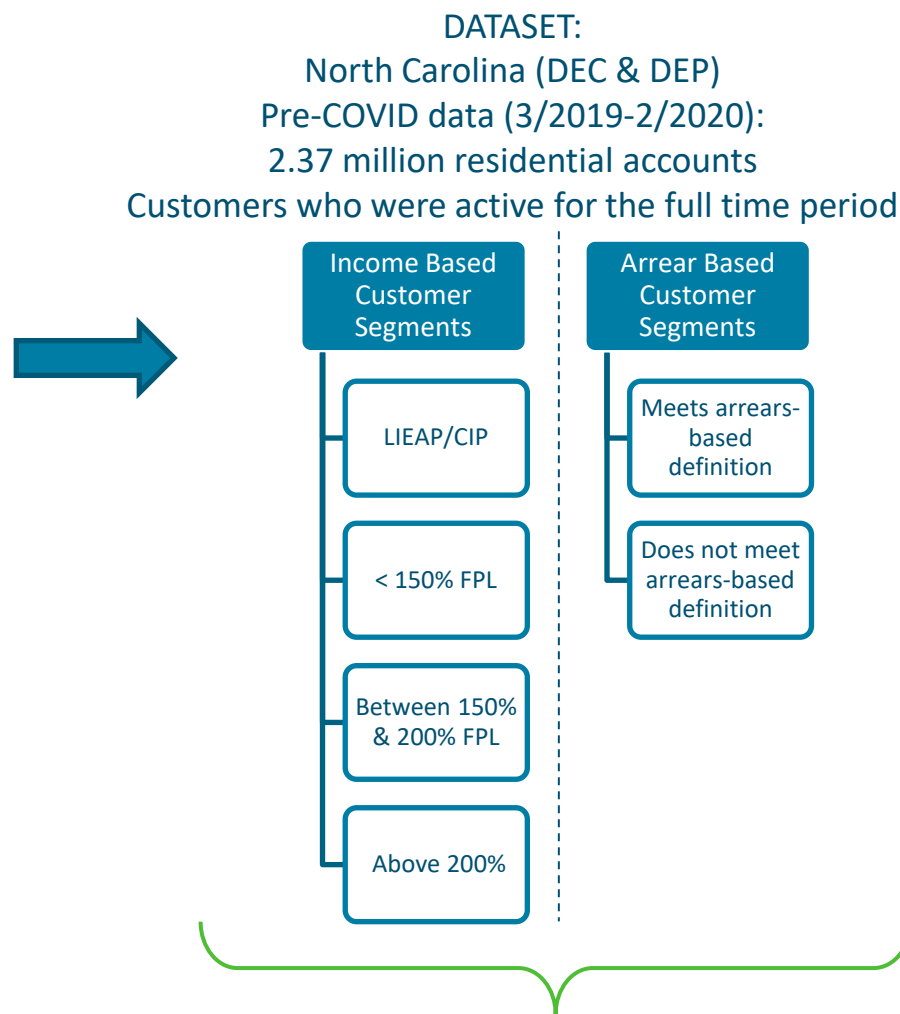 DATASET:
North Carolina (DEC & DEP)
Pre-COVID data (3/2019-2/2020):
2.37 million residential accounts
Customers who were active for the full time period
Income Based
Customer
Segments
LIEAP/CIP
< 150% FPL
Between 150%
& 200% FPL
Above 200%
Arrear Based
Customer
Segments
Meets arrears-
based
definition
Does not meet
arrears-based
definition